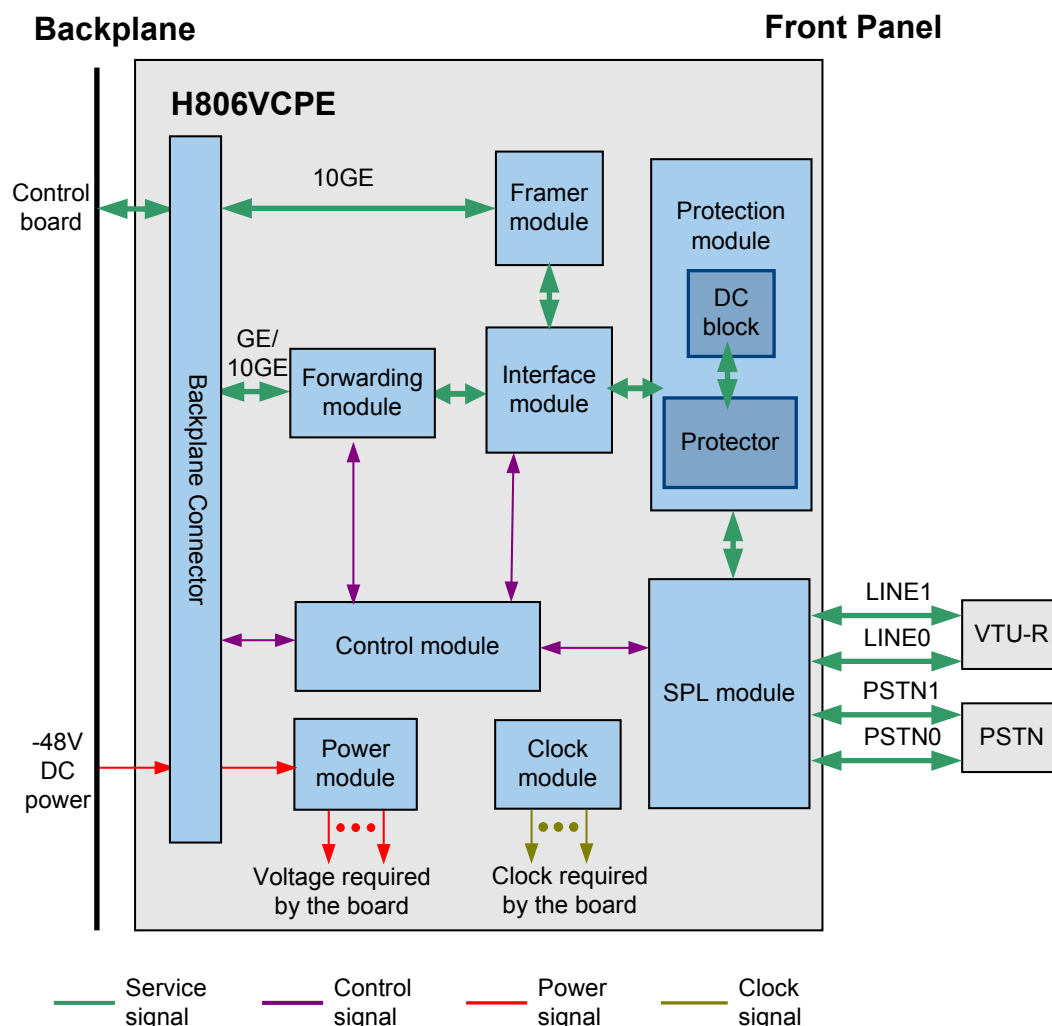 Backplane
Front Panel
H806VCPE
Control
board
10GE
Framer
module
Protection
module
DC
block
Protector
GE/
10GE
Forwarding
module
Interface
module
Backplane Connector
Control module
SPL module
LINE1
LINE0
VTU-R
PSTN1
PSTN0
PSTN
-48V
DC
power
Power
module
Clock
module
Voltage required
by the board
Clock required
by the board
Service
signal
Control
signal
Power
signal
Clock
signal